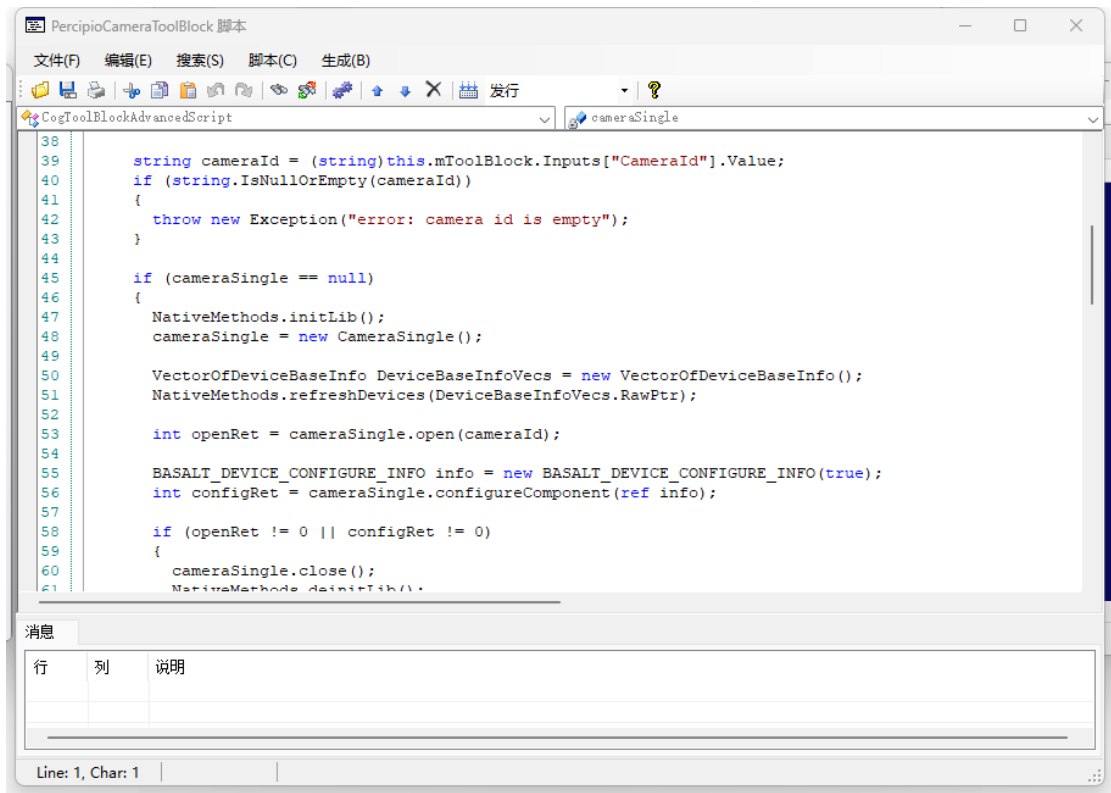 PercipioCameraToolBlock 脚本
文件(F) 编辑(E) 搜索(S) 脚本(C) 生成(B)
发行
CogToolBlockAdvancedScript cameraSingle
38
39 string cameraId = (string)this.mToolBlock.Inputs["CameraId"].Value;
40 if (string.IsNullOrEmpty(cameraId))
41 {
42 throw new Exception("error: camera id is empty");
43 }
44
45 if (cameraSingle == null)
46 {
47 NativeMethods.initLib();
48 cameraSingle = new CameraSingle();
49
50 VectorOfDeviceBaseInfo DeviceBaseInfoVecs = new VectorOfDeviceBaseInfo();
51 NativeMethods.refreshDevices(DeviceBaseInfoVecs.RawPtr);
52
53 int openRet = cameraSingle.open(cameraId);
54
55 BASALT_DEVICE_CONFIGURE_INFO info = new BASALT_DEVICE_CONFIGURE_INFO(true);
56 int configRet = cameraSingle.configureComponent(ref info);
57
58 if (openRet != 0 || configRet != 0)
59 {
60 cameraSingle.close();
61 NativeMethods.deinitLib();
消息
行 列 说明
Line: 1, Char: 1